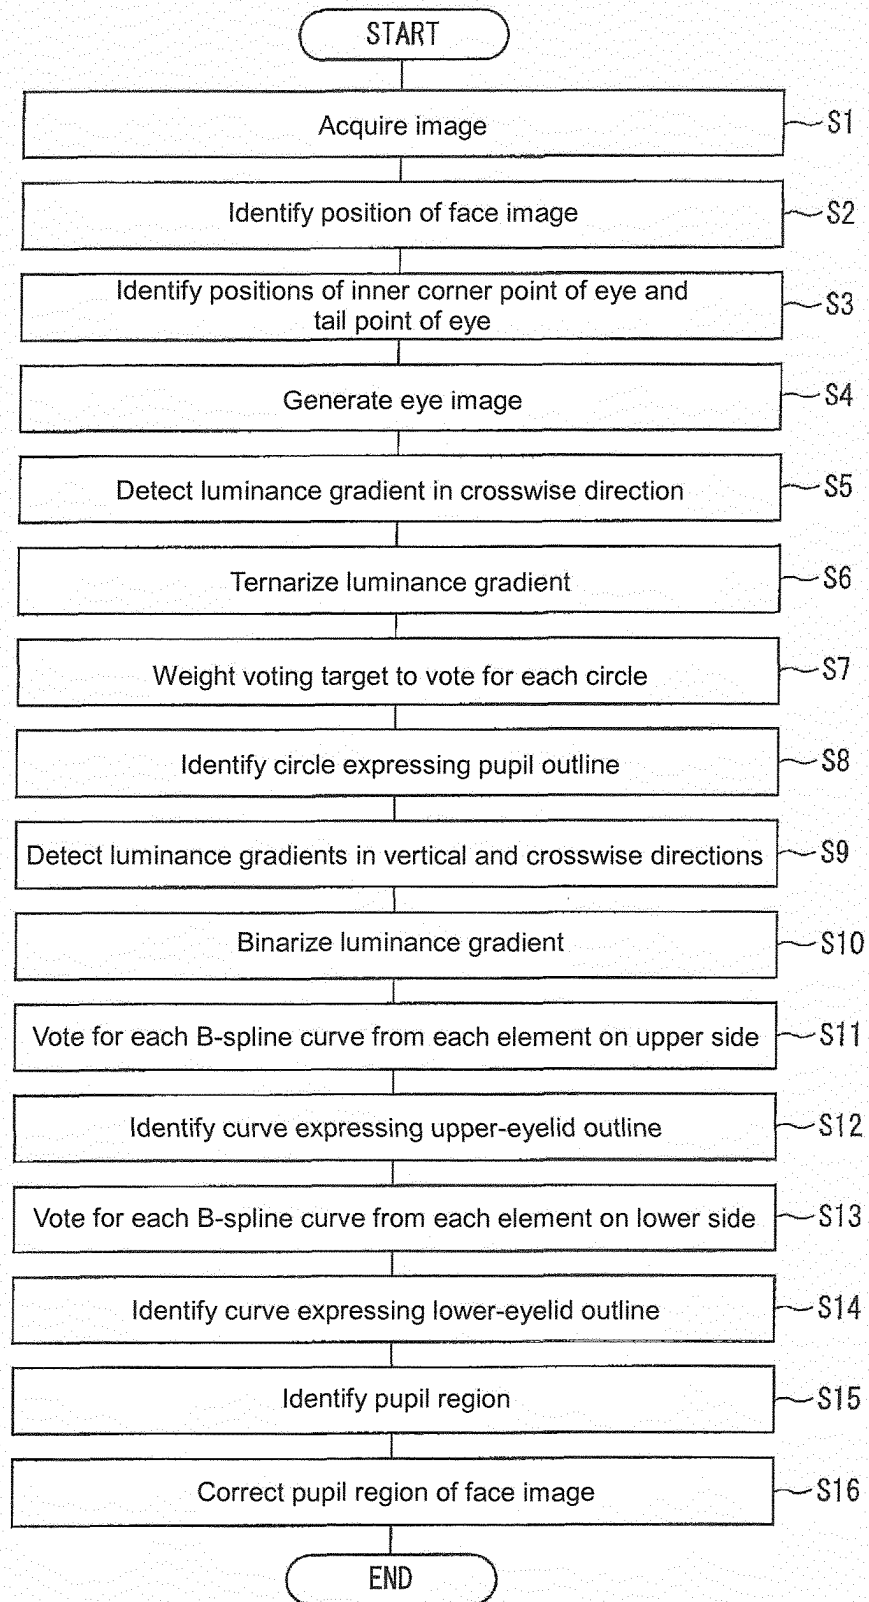 START
Acquire image S1
Identify position of face image S2
Identify positions of inner corner point of eye and
tail point of eye S3
Generate eye image S4
Detect luminance gradient in crosswise direction S5
Ternarize luminance gradient S6
Weight voting target to vote for each circle S7
Identify circle expressing pupil outline S8
Detect luminance gradients in vertical and crosswise directions S9
Binarize luminance gradient S10
Vote for each B-spline curve from each element on upper side S11
Identify curve expressing upper-eyelid outline S12
Vote for each B-spline curve from each element on lower side S13
Identify curve expressing lower-eyelid outline S14
Identify pupil region S15
Correct pupil region of face image S16
END